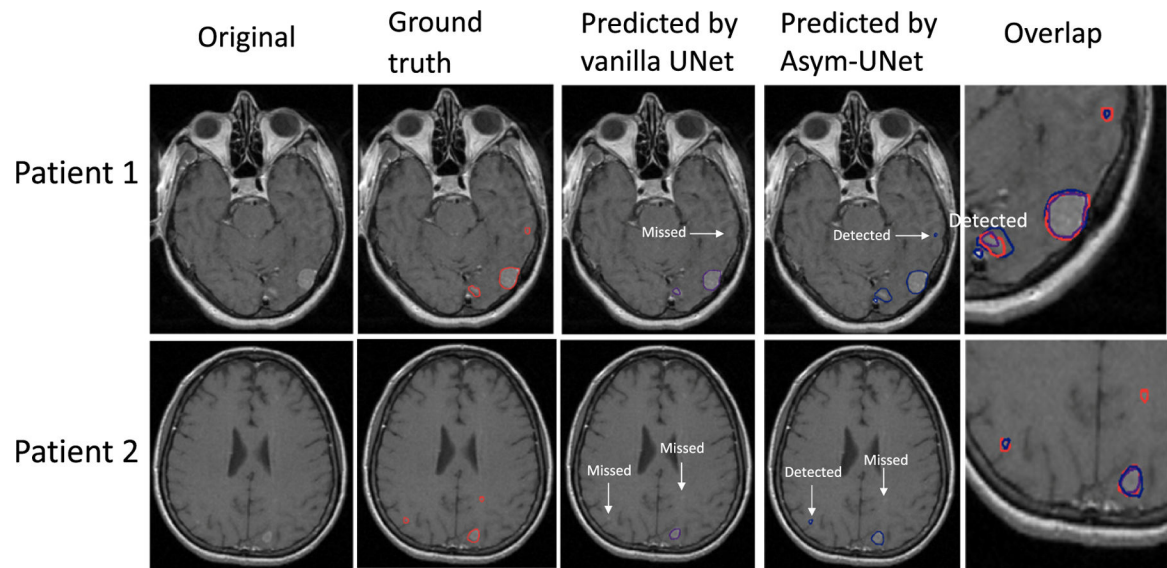 Original
Ground
truth
Predicted by
vanilla UNet
Predicted by
Asym-UNet
Overlap
Patient 1
Missed
Detected
Detected
Patient 2
Missed
Missed
Detected
Missed